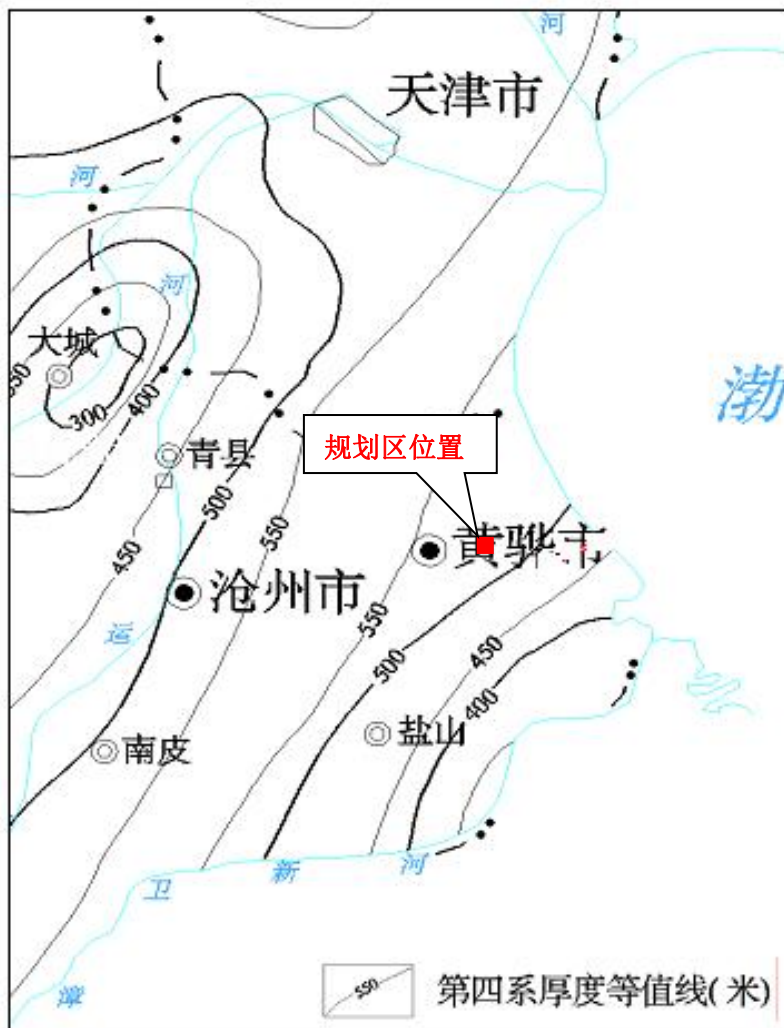 河
天津市
河
河
大城
350
300
400
渤
规划区位置
青县
500
550
450
黄骅市
沧州市
550
运
500
450
400
盐山
南皮
河
新
卫
漳
550
第四系厚度等值线(米)